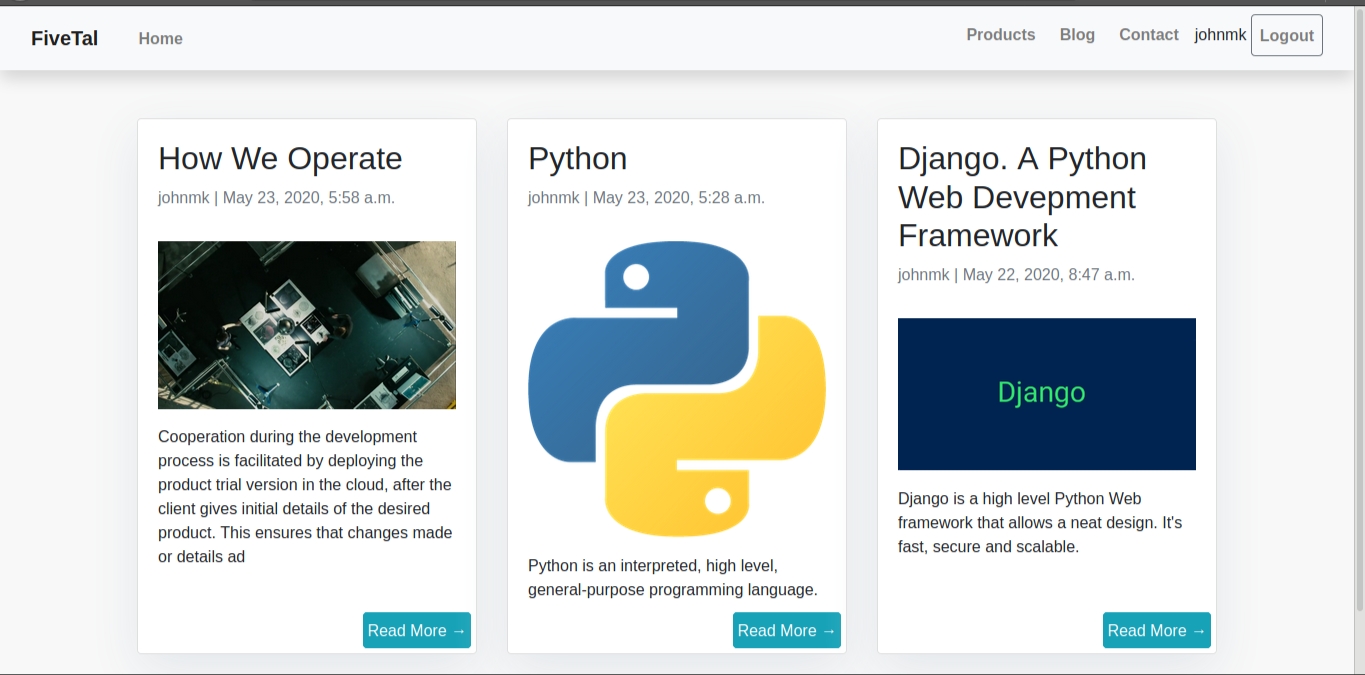 FiveTal Home Products Blog Contact johnmk Logout
How We Operate
johnmk | May 23, 2020, 5:58 a.m.
Cooperation during the development
process is facilitated by deploying the
product trial version in the cloud, after the
client gives initial details of the desired
product. This ensures that changes made
or details ad
Read More →
Python
johnmk | May 23, 2020, 5:28 a.m.
Python is an interpreted, high level,
general-purpose programming language.
Read More →
Django. A Python
Web Devepment
Framework
johnmk | May 22, 2020, 8:47 a.m.
Django
Django is a high level Python Web
framework that allows a neat design. It's
fast, secure and scalable.
Read More →